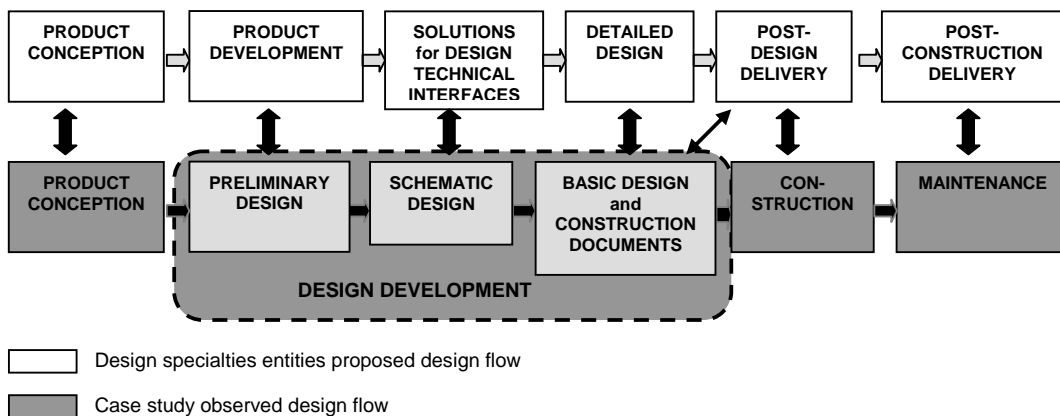 PRODUCT
CONCEPTION
PRODUCT
DEVELOPMENT
SOLUTIONS
for DESIGN
TECHNICAL
INTERFACES
DETAILED
DESIGN
POST-
DESIGN
DELIVERY
POST-
CONSTRUCTION
DELIVERY
PRODUCT
CONCEPTION
PRELIMINARY
DESIGN
SCHEMATIC
DESIGN
BASIC DESIGN
and
CONSTRUCTION
DOCUMENTS
CON-
STRUCTION
MAINTENANCE
DESIGN DEVELOPMENT
Design specialties entities proposed design flow
Case study observed design flow